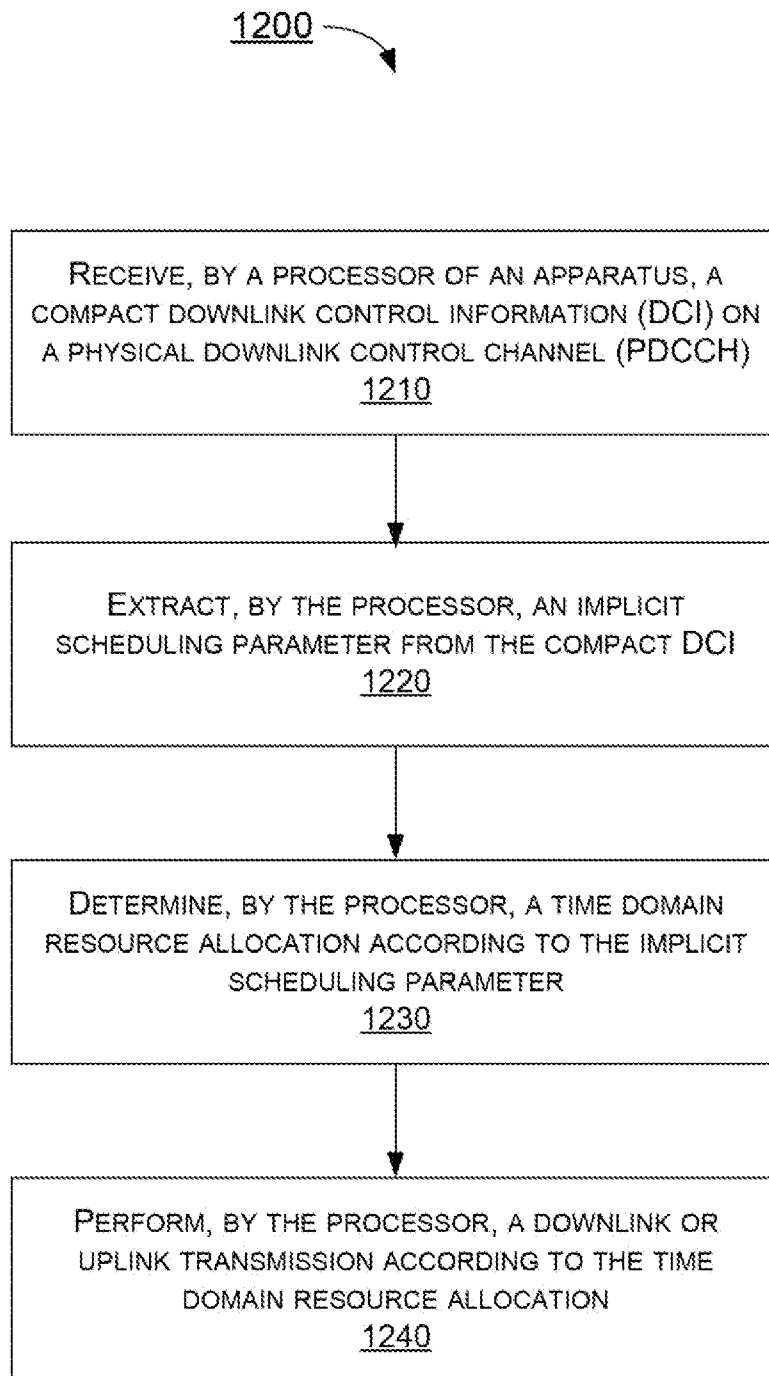 1200
RECEIVE, BY A PROCESSOR OF AN APPARATUS, A
COMPACT DOWNLINK CONTROL INFORMATION (DCI) ON
A PHYSICAL DOWNLINK CONTROL CHANNEL (PDCCH)
1210
EXTRACT, BY THE PROCESSOR, AN IMPLICIT
SCHEDULING PARAMETER FROM THE COMPACT DCI
1220
DETERMINE, BY THE PROCESSOR, A TIME DOMAIN
RESOURCE ALLOCATION ACCORDING TO THE IMPLICIT
SCHEDULING PARAMETER
1230
PERFORM, BY THE PROCESSOR, A DOWNLINK OR
UPLINK TRANSMISSION ACCORDING TO THE TIME
DOMAIN RESOURCE ALLOCATION
1240